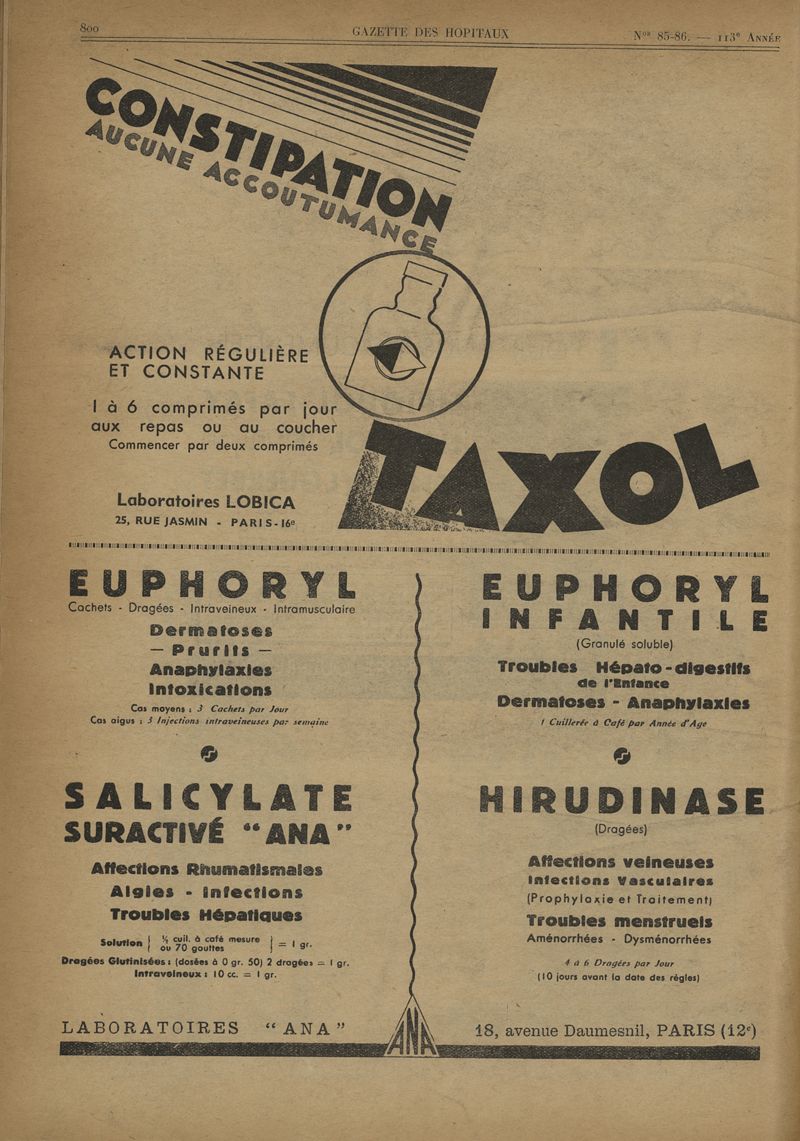 800
GAZETTE DES HOPITAUX
Nos 85-86. — 113e ANNÉE
CONSTIPATION
AUCUNE ACCOUTUMANCE
ACTION RÉGULIÈRE
ET CONSTANTE
1 à 6 comprimés par jour
aux repas ou au coucher
Commencer par deux comprimés
TAXOL
Laboratoires LOBICA
25, RUE JASMIN - PARIS-16e
EUPHORYL
Cachets - Dragées - Intraveineux - Intramusculaire
Dermatoses
— Prurits —
Anaphylaxies
Intoxications
Cas moyens : 3 Cachets par Jour
Cas aigus : 3 Injections intraveineuses par semaine
SALICYLATE
SURACTIVÉ "ANA"
Affections Rhumatismales
Algies - Infections
Troubles Hépatiques
Solution { ½ cuil. à café mesure
ou 70 gouttes } = 1 gr.
Dragées Glutinisées : (dosées à 0 gr. 50) 2 dragées = 1 gr.
Intraveineux : 10 cc. = 1 gr.
EUPHORYL
INFANTILE
(Granulé soluble)
Troubles Hépato-digestifs
de l'Enfance
Dermatoses - Anaphylaxies
1 Cuillerée à Café par Année d'Age
HIRUDINASE
(Dragées)
Affections veineuses
Infections Vasculaires
(Prophylaxie et Traitement)
Troubles menstruels
Aménorrhées - Dysménorrhées
4 à 6 Dragées par Jour
(10 jours avant la date des règles)
LABORATOIRES "ANA"
ANA
18, avenue Daumesnil, PARIS (12e)